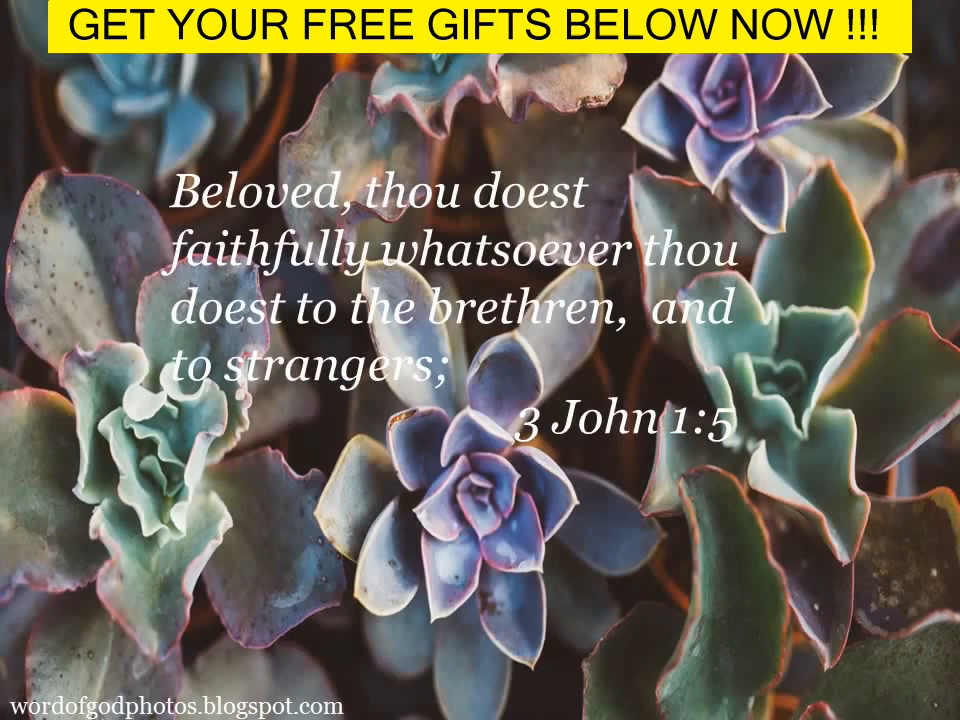 GET YOUR FREE GIFTS BELOW NOW !!!
Beloved, thou doest
faithfully whatsoever thou
doest to the brethren,  and
to strangers;
3 John 1:5
wordofgodphotos.blogspot.com